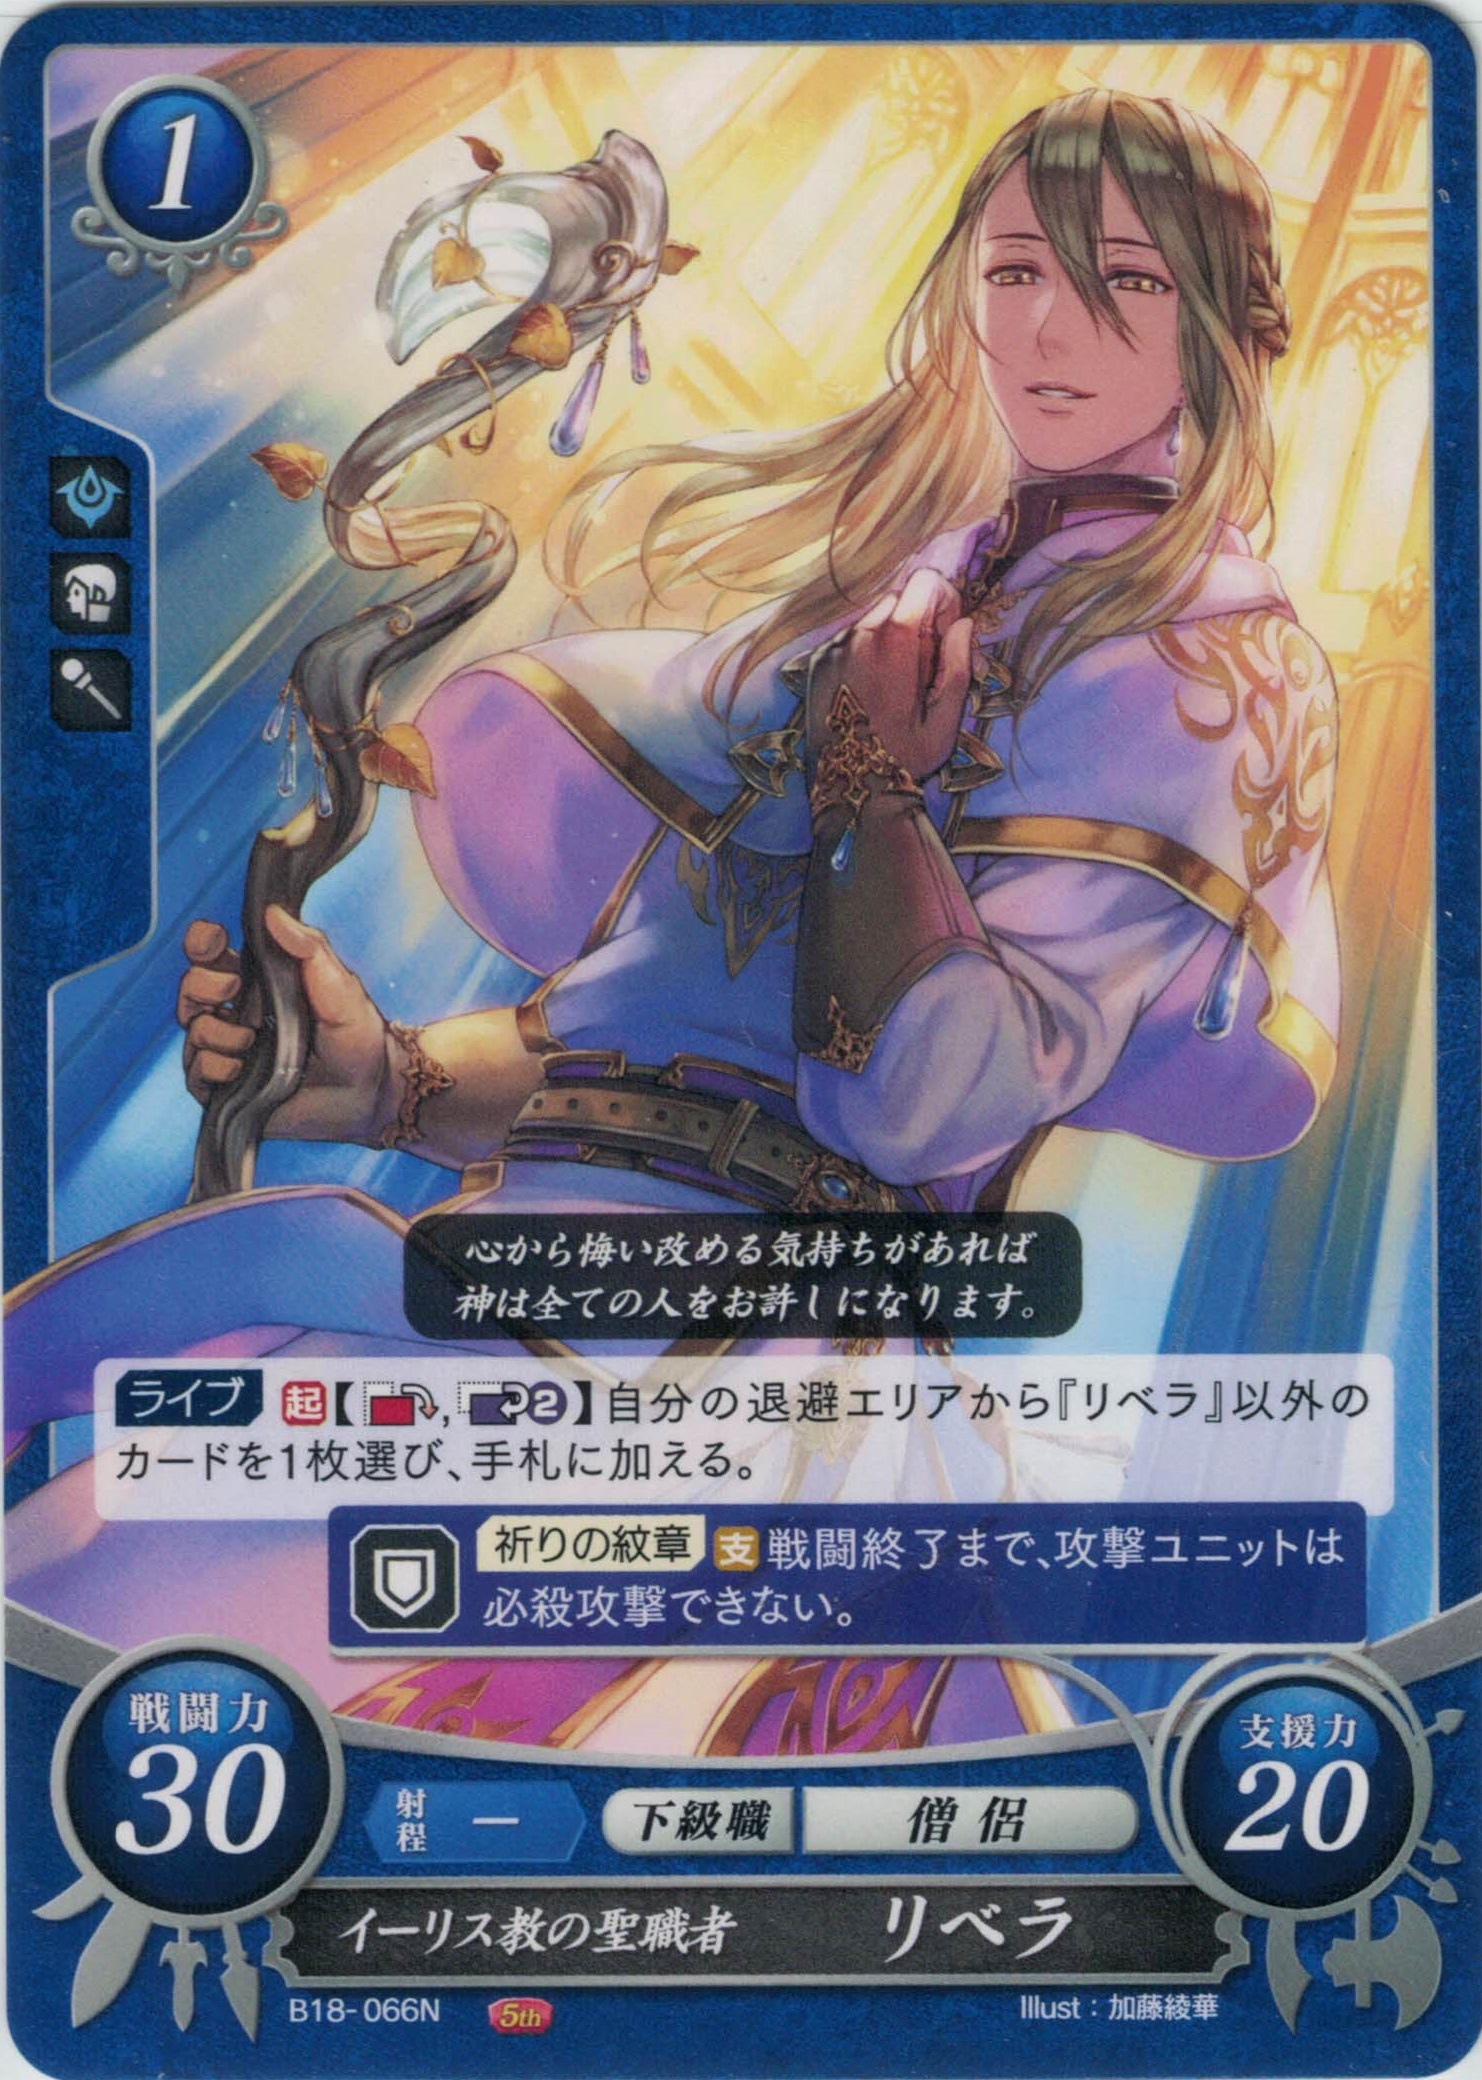 1
心から悔い改める気持ちがあれば
神は全ての人をお許しになります。
ライブ 起【 , 2】自分の退避エリアから『リベラ』以外の
カードを1枚選び、手札に加える。
祈りの紋章 支 戦闘終了まで、攻撃ユニットは
必殺攻撃できない。
戦闘力
30
射程 —
下級職
僧侶
支援力
20
イーリス教の聖職者 リベラ
B18-066N 5th Illust：加藤綾華